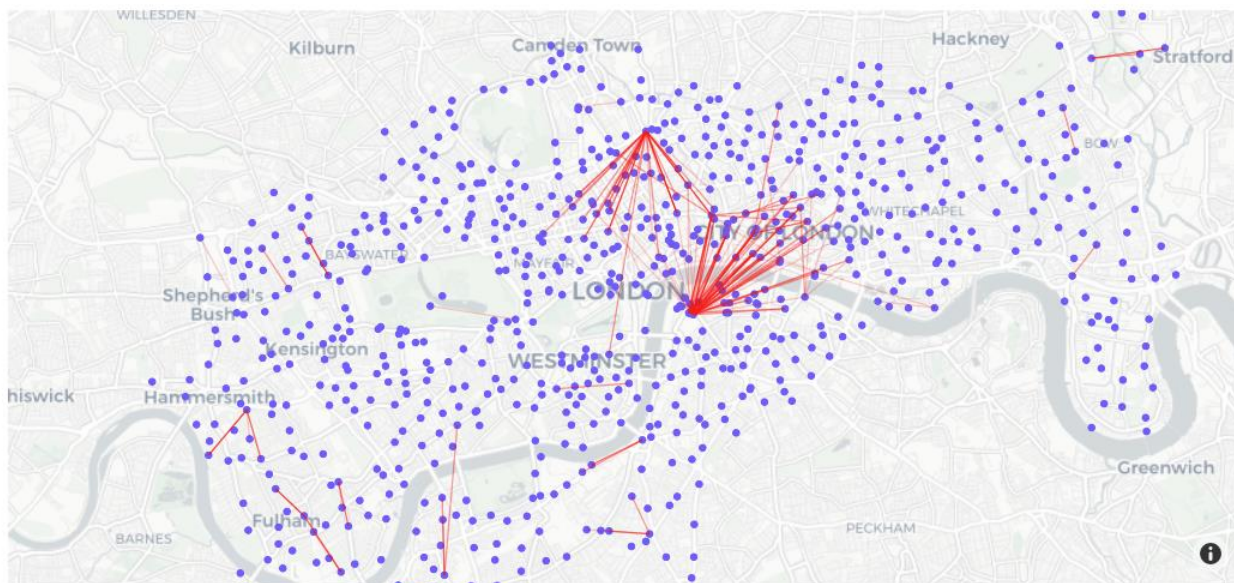 WILLESDEN
Kilburn
Camden Town
Hackney
Stratford
BOW
WHITECHAPEL
CITY OF LONDON
BAYSWATER
MAYFAIR
LONDON
Shepherd's
Bush
Kensington
WESTMINSTER
hiswick
Hammersmith
Greenwich
Fulham
BARNES
PECKHAM